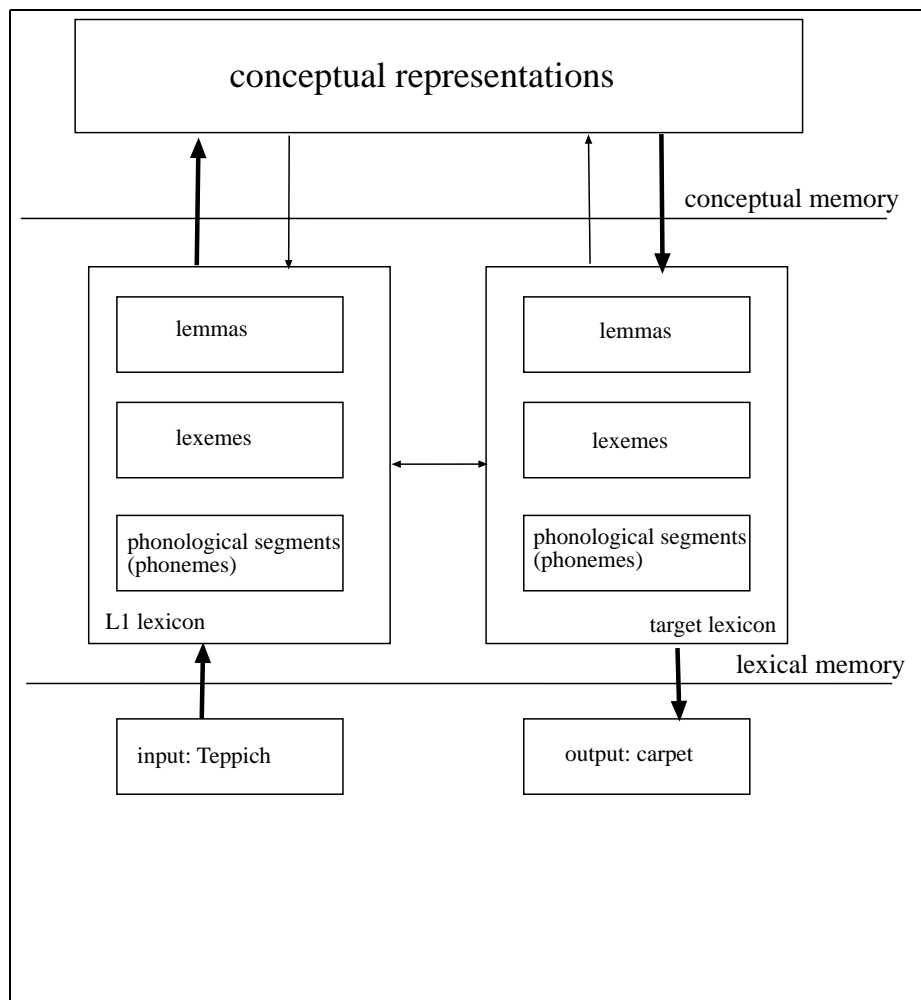 conceptual representations
conceptual memory
lemmas
lemmas
lexemes
lexemes
phonological segments
(phonemes)
phonological segments
(phonemes)
L1 lexicon
target lexicon
lexical memory
input: Teppich
output: carpet